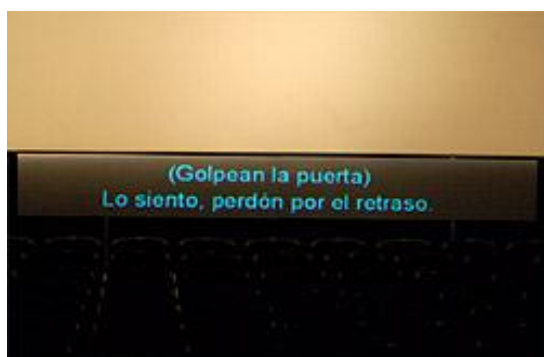 (Golpean la puerta)
Lo siento, perdón por el retraso.